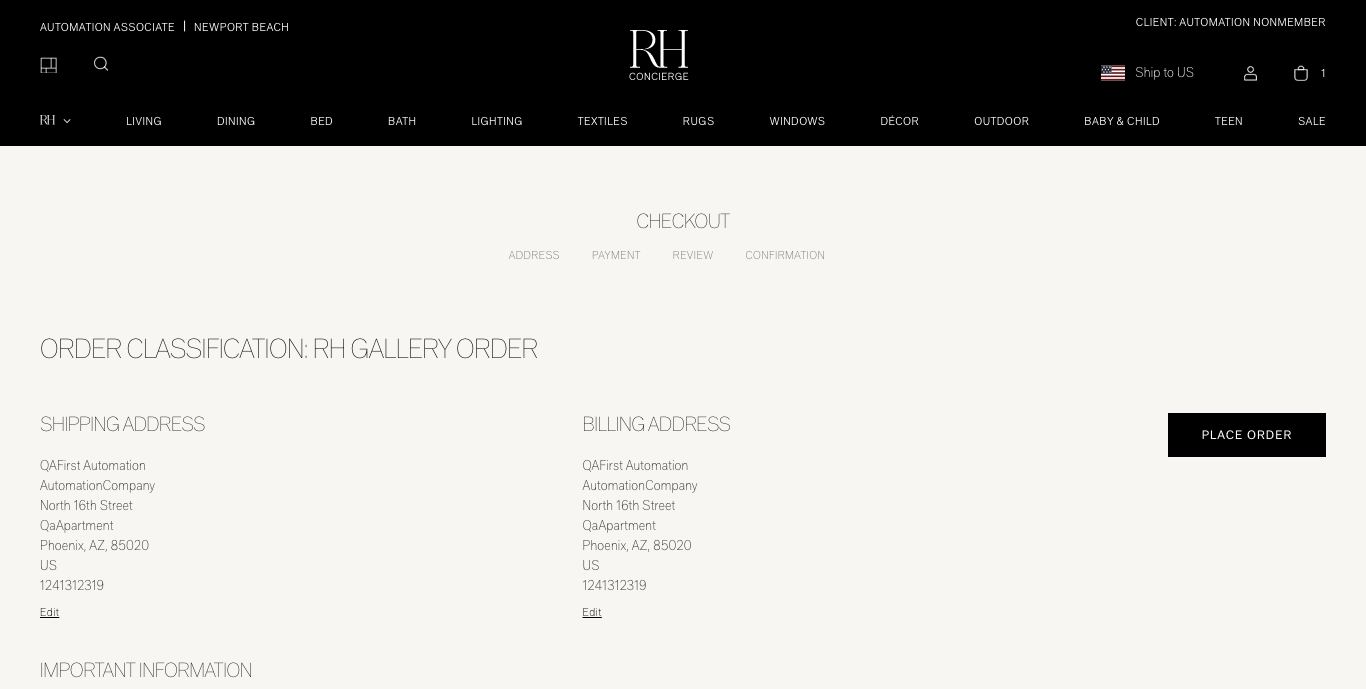 AUTOMATION ASSOCIATE | NEWPORT BEACH
CLIENT: AUTOMATION NONMEMBER
RH
CONCIERGE
Ship to US
1
RH
LIVING
DINING
BED
BATH
LIGHTING
TEXTILES
RUGS
WINDOWS
DÉCOR
OUTDOOR
BABY & CHILD
TEEN
SALE
CHECKOUT
ADDRESS PAYMENT REVIEW CONFIRMATION
ORDER CLASSIFICATION: RH GALLERY ORDER
SHIPPING ADDRESS
QAFirst Automation
AutomationCompany
North 16th Street
QaApartment
Phoenix, AZ, 85020
US
1241312319
Edit
BILLING ADDRESS
QAFirst Automation
AutomationCompany
North 16th Street
QaApartment
Phoenix, AZ, 85020
US
1241312319
Edit
PLACE ORDER
IMPORTANT INFORMATION